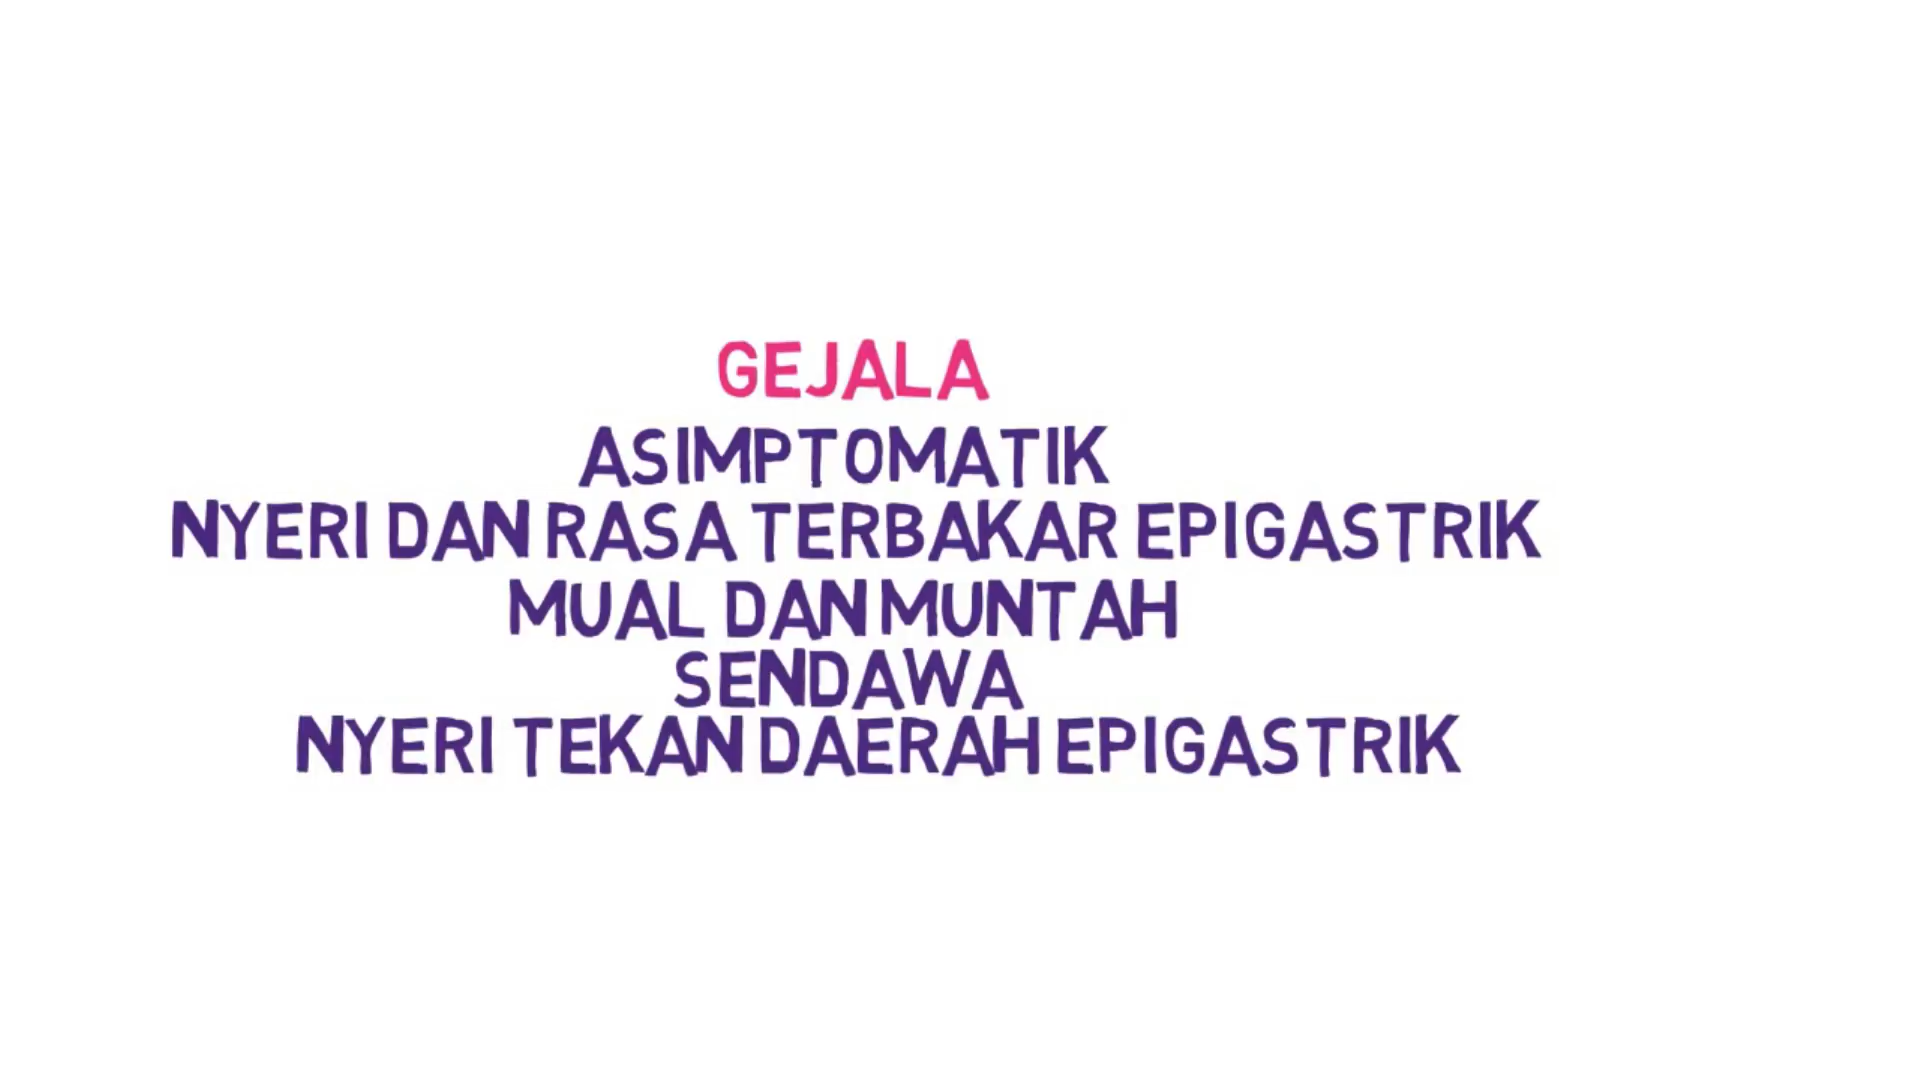 GEJALA
ASIMPTOMATIK
NYERI DAN RASA TERBAKAR EPIGASTRIK
MUAL DAN MUNTAH
SENDAWA
NYERI TEKAN DAERAH EPIGASTRIK